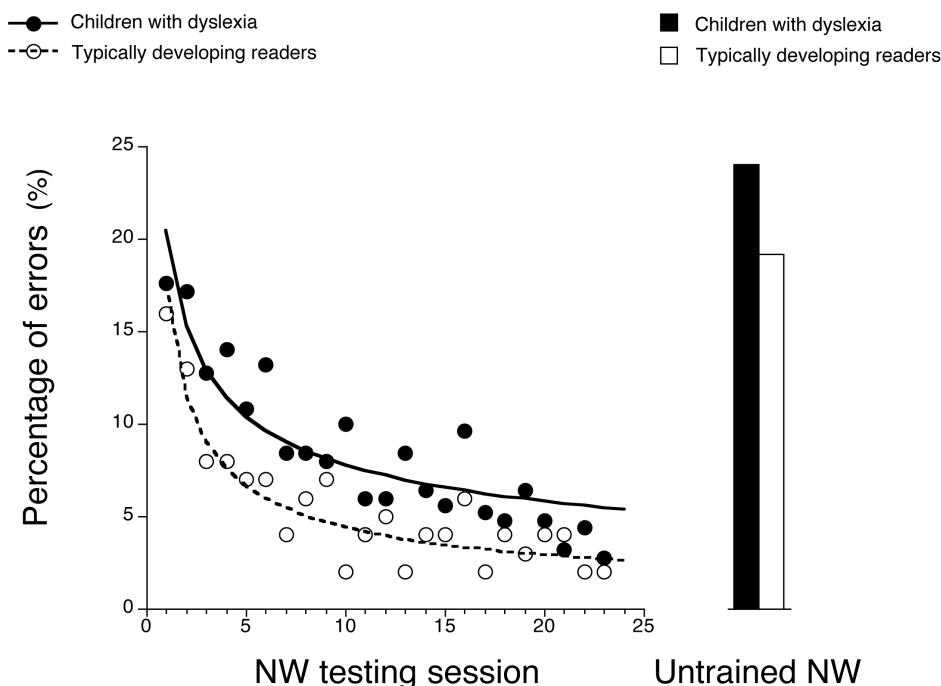 Children with dyslexia
Typically developing readers
Children with dyslexia
Typically developing readers
Percentage of errors (%)
25
20
15
10
5
0
0 5 10 15 20 25
NW testing session
Untrained NW